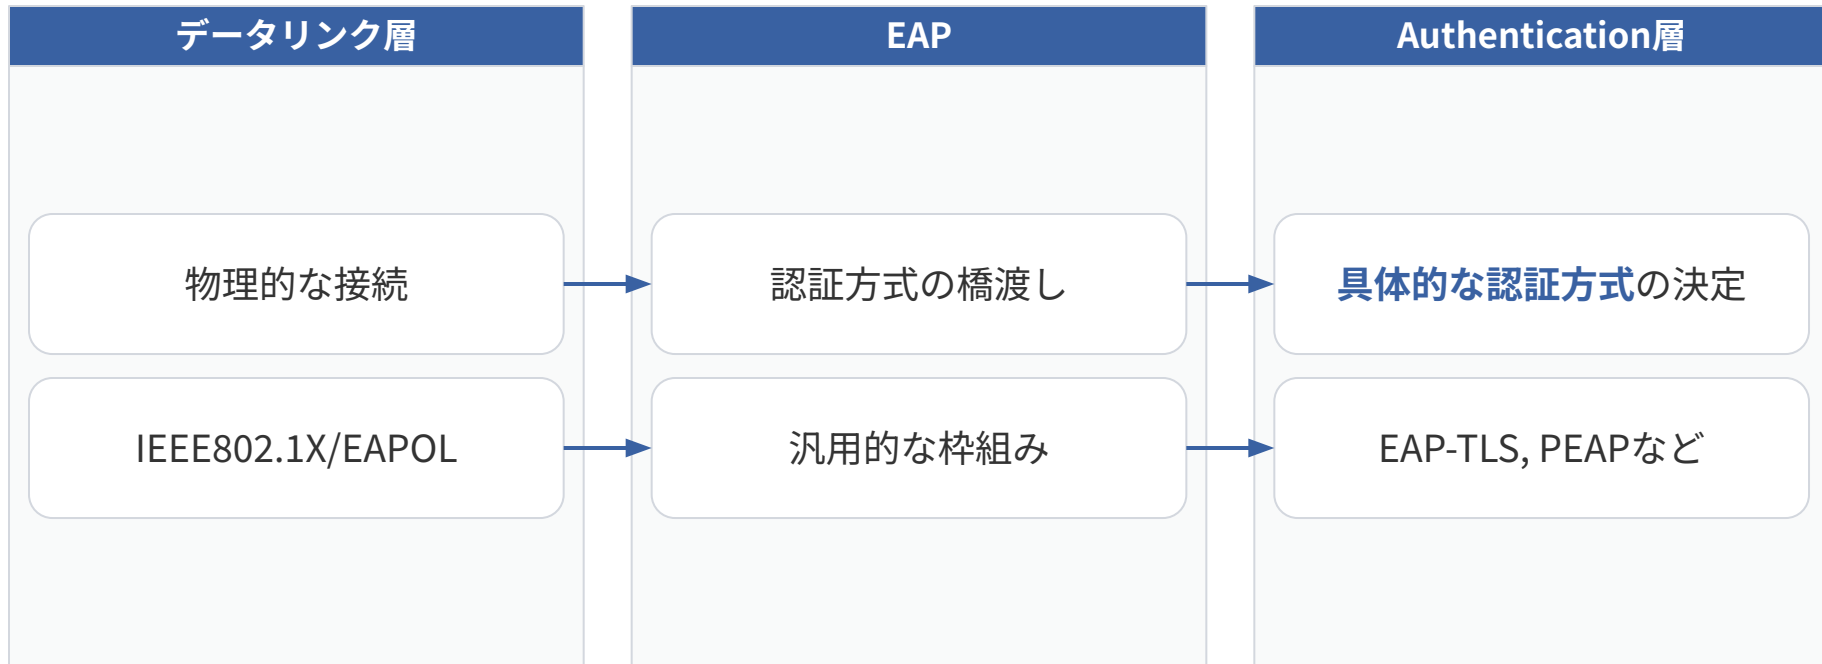 データリンク層
EAP
Authentication層
物理的な接続
認証方式の橋渡し
具体的な認証方式の決定
IEEE802.1X/EAPOL
汎用的な枠組み
EAP-TLS, PEAPなど